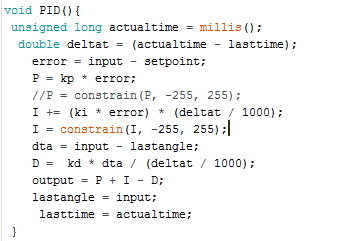 void PID(){
unsigned long actualtime = millis();
double deltat = (actualtime - lasttime);
error = input - setpoint;
P = kp * error;
//P = constrain(P, -255, 255);
I += (ki * error) * (deltat / 1000);
I = constrain(I, -255, 255);
dta = input - lastangle;
D =  kd * dta / (deltat / 1000);
output = P + I - D;
lastangle = input;
lasttime = actualtime;
}